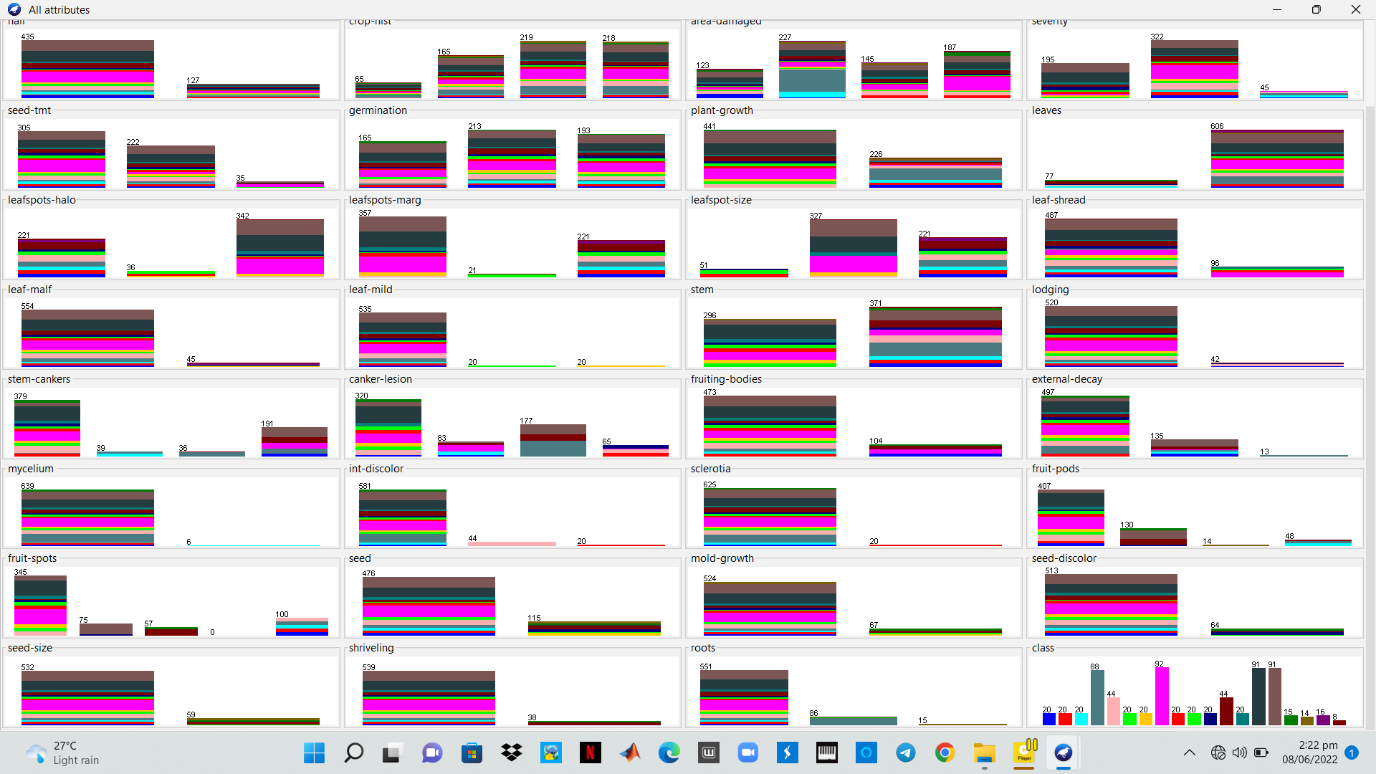 All attributes
hail
crop-hist
area-damaged
severity
435
127
65
165
219
218
123
227
145
187
195
322
45
seed-tmt
germination
plant-growth
leaves
305
222
35
165
213
193
441
226
77
606
leafspots-halo
leafspots-marg
leafspot-size
leaf-shread
221
36
342
357
21
221
51
327
221
487
96
leaf-malf
leaf-mild
stem
lodging
554
45
535
20
20
296
371
520
42
stem-cankers
canker-lesion
fruiting-bodies
external-decay
379
39
36
191
320
83
177
65
473
104
497
135
13
mycelium
int-discolor
sclerotia
fruit-pods
639
6
581
44
20
625
20
407
130
14
48
fruit-spots
seed
mold-growth
seed-discolor
345
75
57
0
100
476
115
524
67
513
64
seed-size
shriveling
roots
class
532
59
539
38
551
86
15
20 20 20 88 44 20 20 92 20 20 20 44 20 91 91 15 14 16 8
27°C
Light rain
2:22 pm
08/06/2022
1